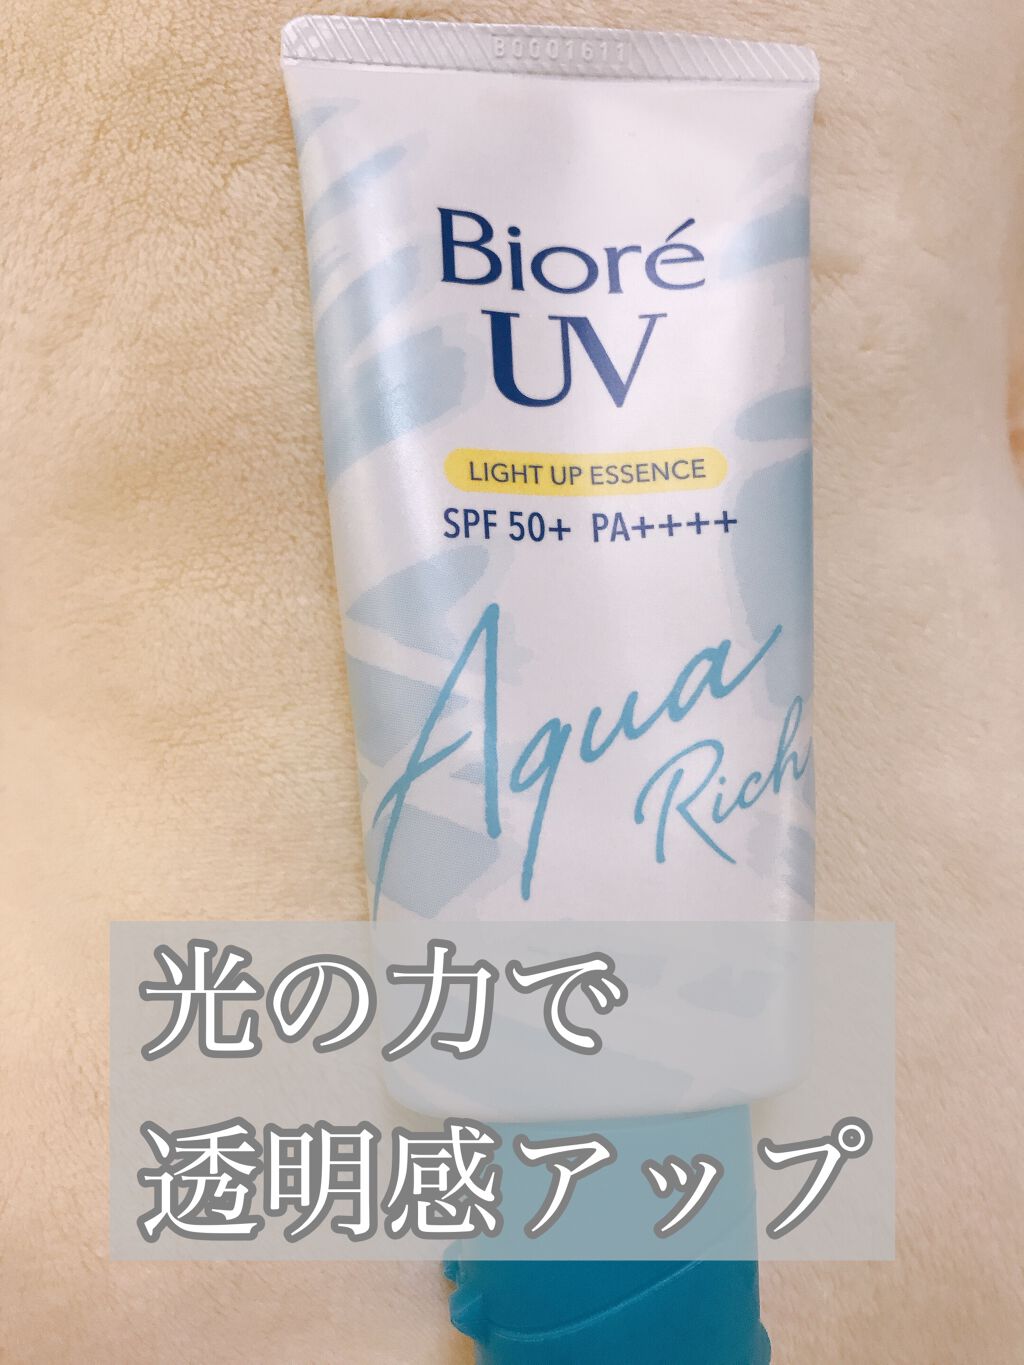 B0001611
Bioré
UV
LIGHT UP ESSENCE
SPF 50+ PA++++
Aqua
Rich
光の力で
透明感アップ